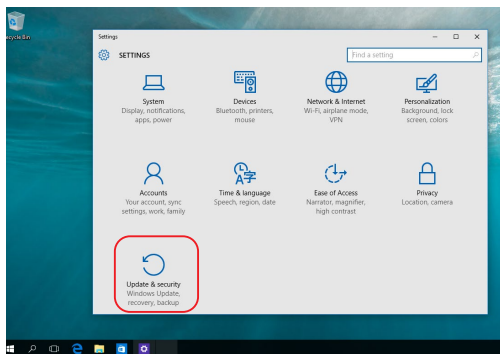 Settings
SETTINGS
Find a setting
System
Display, notifications,
apps, power
Devices
Bluetooth, printers,
mouse
Network & Internet
Wi-Fi, airplane mode,
VPN
Personalization
Background, lock
screen, colors
Accounts
Your account, sync
settings, work, family
Time & language
Speech, region, date
Ease of Access
Narrator, magnifier,
high contrast
Privacy
Location, camera
Update & security
Windows Update,
recovery, backup